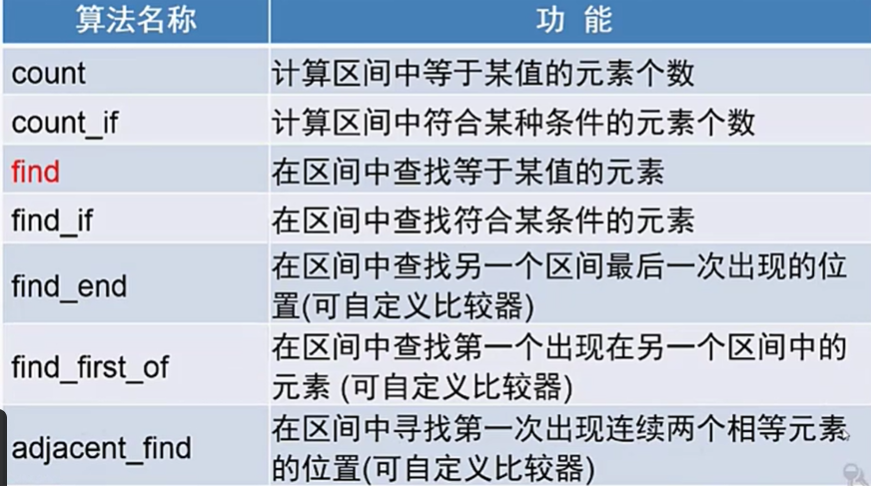 算法名称 功 能
count 计算区间中等于某值的元素个数
count_if 计算区间中符合某种条件的元素个数
find 在区间中查找等于某值的元素
find_if 在区间中查找符合某条件的元素
find_end 在区间中查找另一个区间最后一次出现的位
置(可自定义比较器)
find_first_of 在区间中查找第一个出现在另一个区间中的
元素 (可自定义比较器)
adjacent_find 在区间中寻找第一次出现连续两个相等元素
的位置(可自定义比较器)